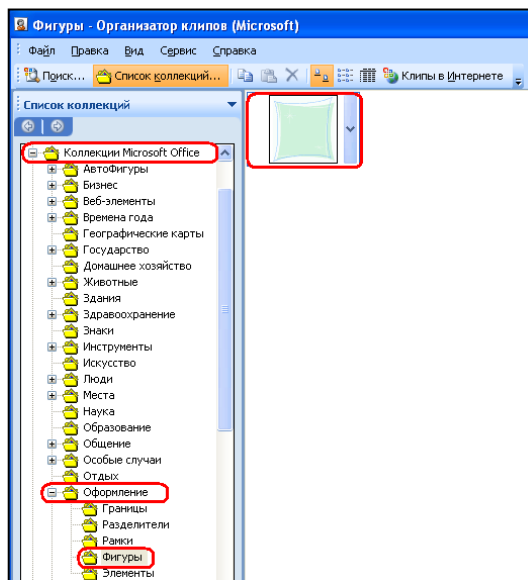 Фигуры - Организатор клипов (Microsoft)
Файл Правка Вид Сервис Справка
Поиск... Список коллекций... Клипы в Интернете
Список коллекций
Коллекции Microsoft Office
АвтоФигуры
Бизнес
Веб-элементы
Времена года
Географические карты
Государство
Домашнее хозяйство
Животные
Здания
Здравоохранение
Знаки
Инструменты
Искусство
Люди
Места
Наука
Образование
Общение
Особые случаи
Отдых
Оформление
Границы
Разделители
Рамки
Фигуры
Элементы